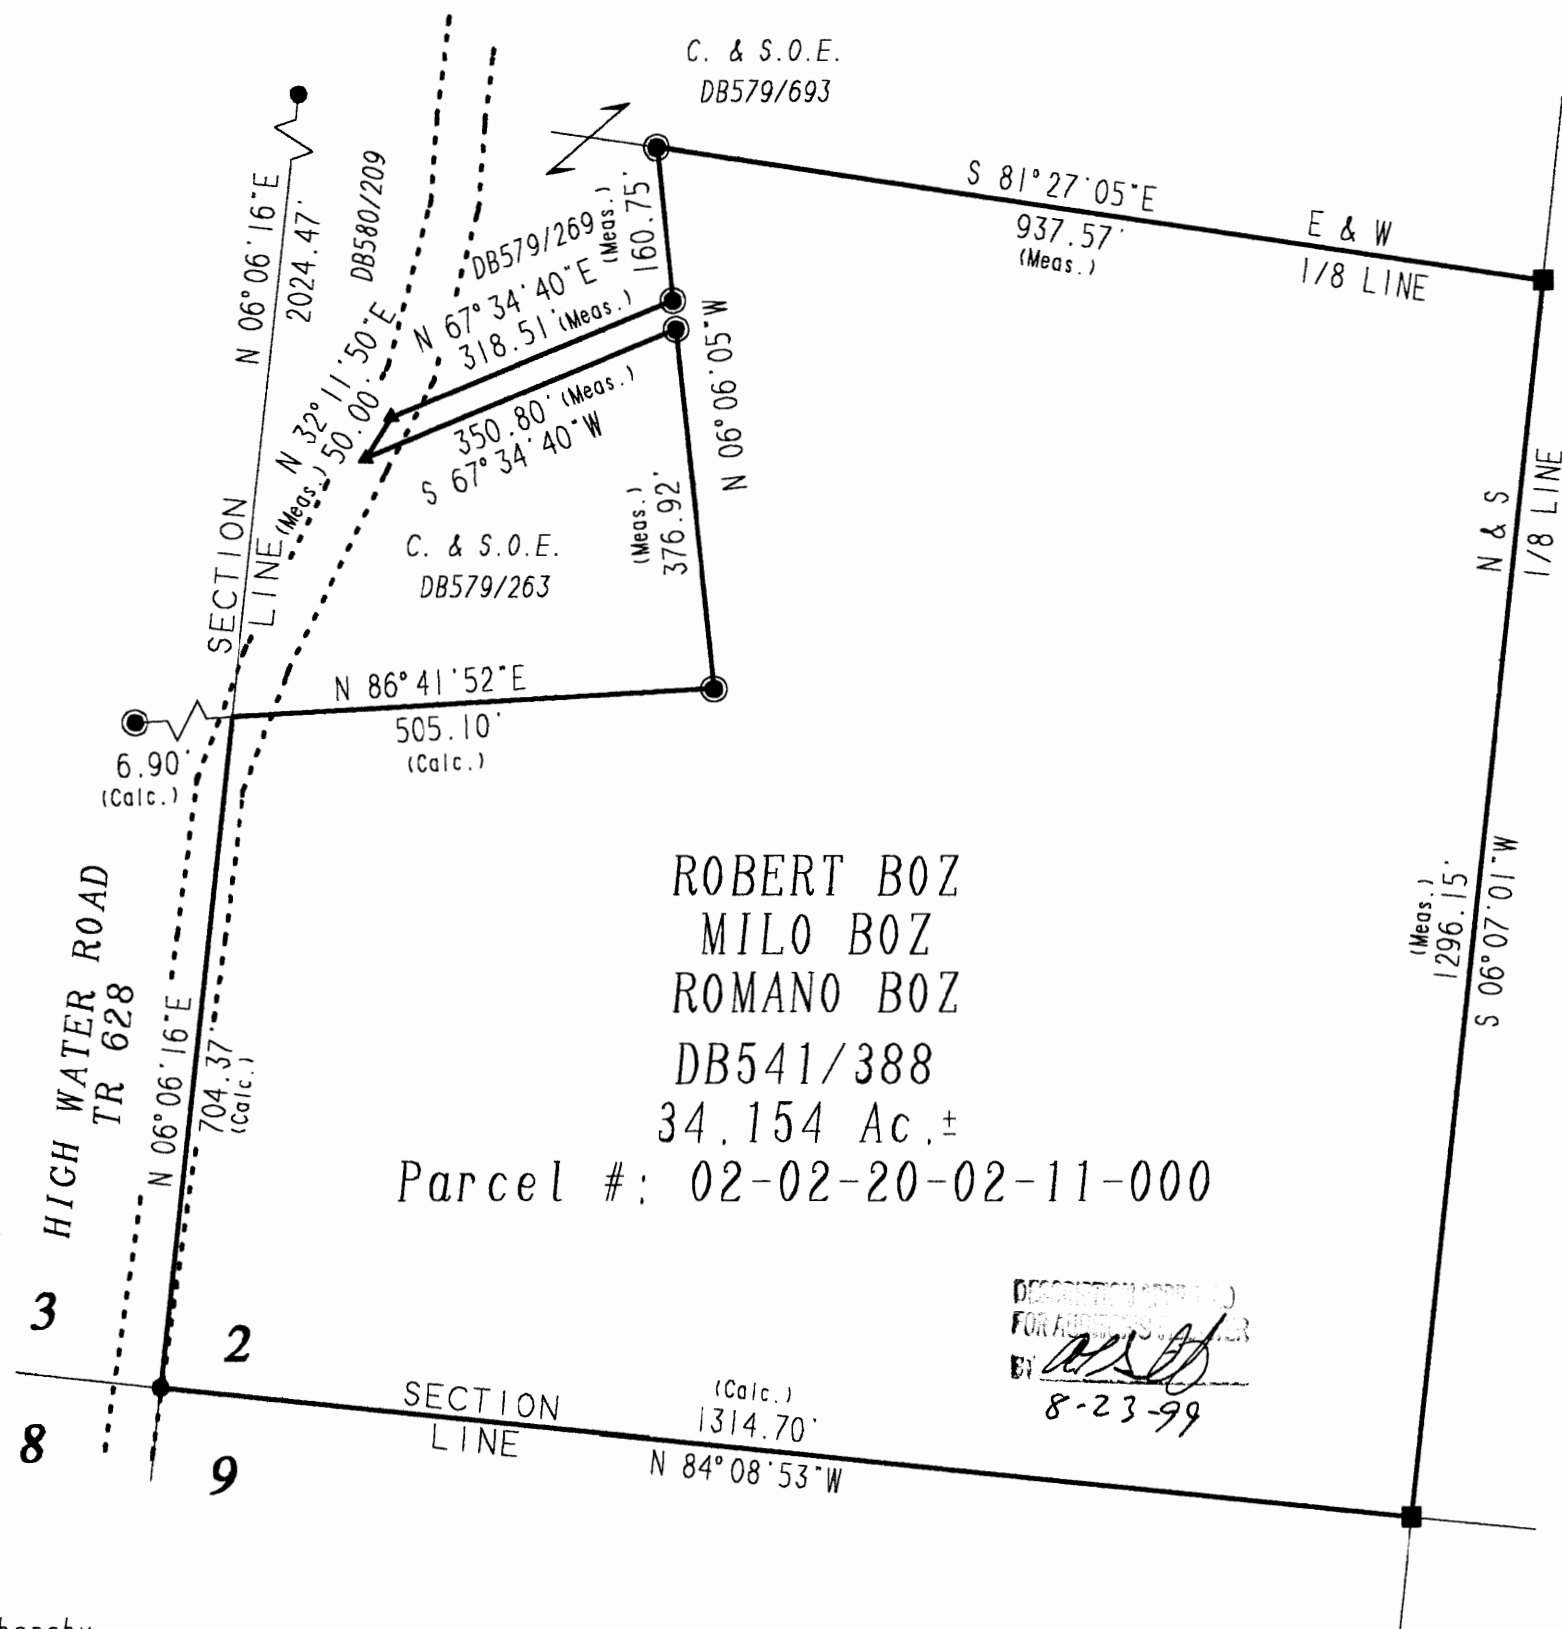 C. & S.O.E.
DB579/693
N 06°06'16"E
2024.47'
DB580/209
DB579/269
N 67°34'40"E
318.51' (Meas.)
(Meas.)
160.75'
S 81°27'05"E
937.57'
(Meas.)
E & W
1/8 LINE
N 32°11'50"E
(Meas.) 50.00'
350.80' (Meas.)
S 67°34'40"W
N 06°06'05"W
(Meas.)
376.92'
C. & S.O.E.
DB579/263
SECTION
LINE
N & S
1/8 LINE
N 86°41'52"E
505.10'
(Calc.)
6.90'
(Calc.)
HIGH WATER ROAD
TR 628
N 06°06'16"E
704.37'
(Calc.)
ROBERT BOZ
MILO BOZ
ROMANO BOZ
DB541/388
34.154 Ac.±
Parcel #: 02-02-20-02-11-000
(Meas.)
1296.15'
S 06°07'01"W
3
2
8
9
DESCRIPTION
FOR
BY
8-23-99
SECTION
LINE
(Calc.)
1314.70'
N 84°08'53"W